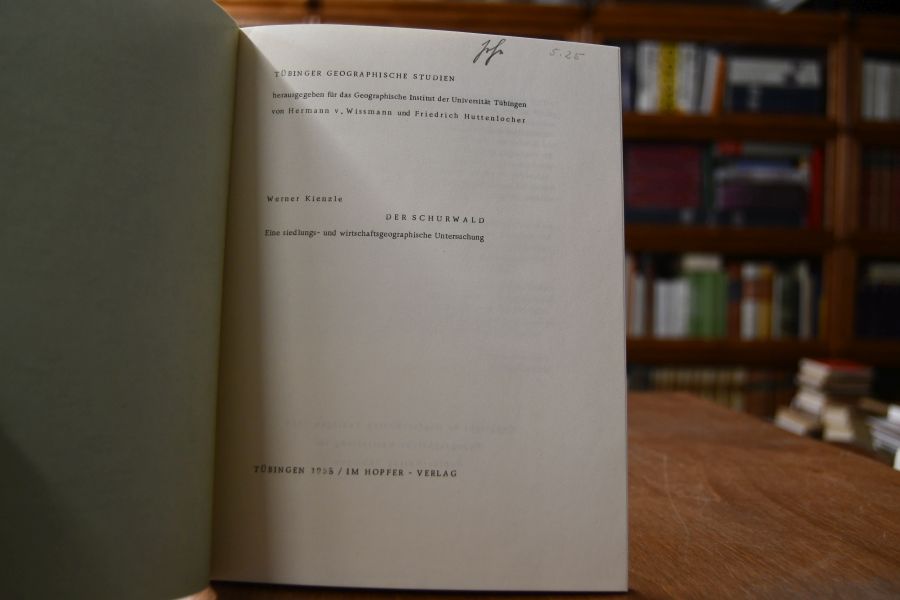 5.25
TÜBINGER GEOGRAPHISCHE STUDIEN
herausgegeben für das Geographische Institut der Universität Tübingen
von Hermann v. Wissmann und Friedrich Huttenlocher
Werner Kienzle
DER SCHURWALD
Eine siedlungs- und wirtschaftsgeographische Untersuchung
TÜBINGEN 1958 / IM HOPFER - VERLAG